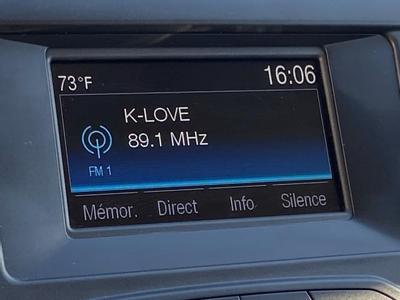 73°F 16:06
K-LOVE
89.1 MHz
FM 1
Mémor. Direct Info Silence